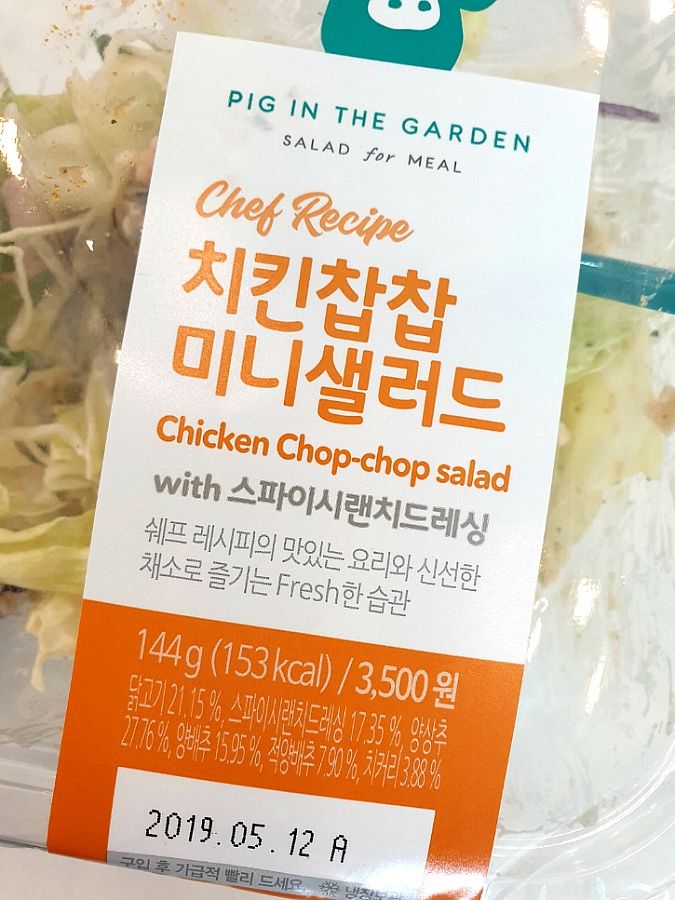 PIG IN THE GARDEN
SALAD for MEAL
Chef Recipe
치킨찹찹
미니샐러드
Chicken Chop-chop salad
with 스파이시랜치드레싱
쉐프 레시피의 맛있는 요리와 신선한
채소로 즐기는 Fresh한 습관
144g (153 kcal) / 3,500 원
닭고기 21.15 %, 스파이시랜치드레싱 17.35 %, 양상추
27.76 %, 양배추 15.95 %, 적양배추 7.90 %, 치커리 3.88 %
2019.05.12 A
구입 후 가급적 빨리 드세요.